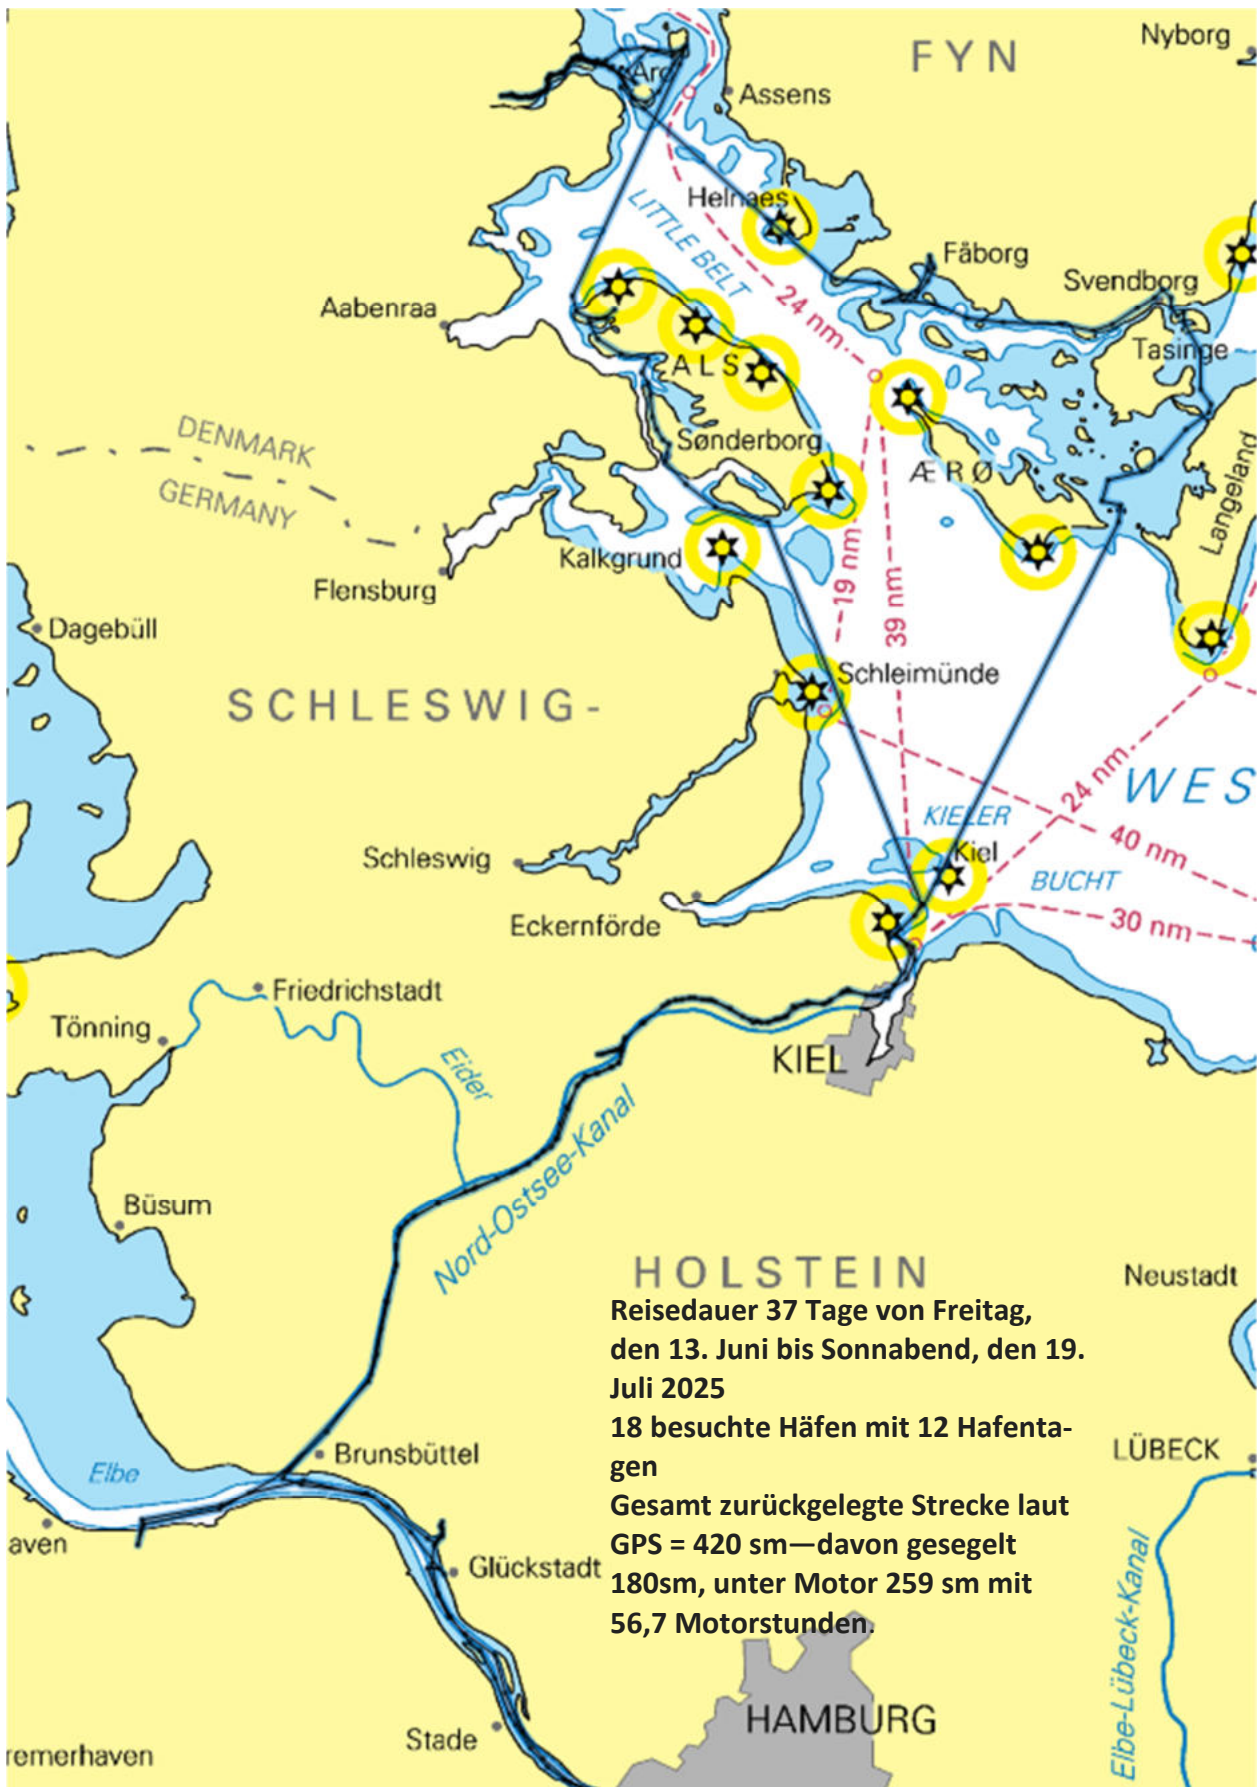 Nyborg
FYN
Arc
Assens
Helnaes
LITTLE BELT
Fåborg
Svendborg
24 nm
Aabenraa
Tasinge
ALS
DENMARK
Sønderborg
ÆRØ
GERMANY
Langeland
Kalkgrund
19 nm
39 nm
Flensburg
Dagebüll
Schleimünde
SCHLESWIG-
24 nm
WES
KIELER
Schleswig
Kiel
40 nm
BUCHT
Eckernförde
30 nm
Friedrichstadt
Tönning
Eider
KIEL
Nord-Ostsee-Kanal
Büsum
HOLSTEIN
Neustadt
Reisedauer 37 Tage von Freitag,
den 13. Juni bis Sonnabend, den 19.
Juli 2025
18 besuchte Häfen mit 12 Hafenta-
gen
Gesamt zurückgelegte Strecke laut
GPS = 420 sm—davon gesegelt
180sm, unter Motor 259 sm mit
56,7 Motorstunden.
Brunsbüttel
LÜBECK
Elbe
aven
Glückstadt
Elbe-Lübeck-Kanal
HAMBURG
Stade
remerhaven